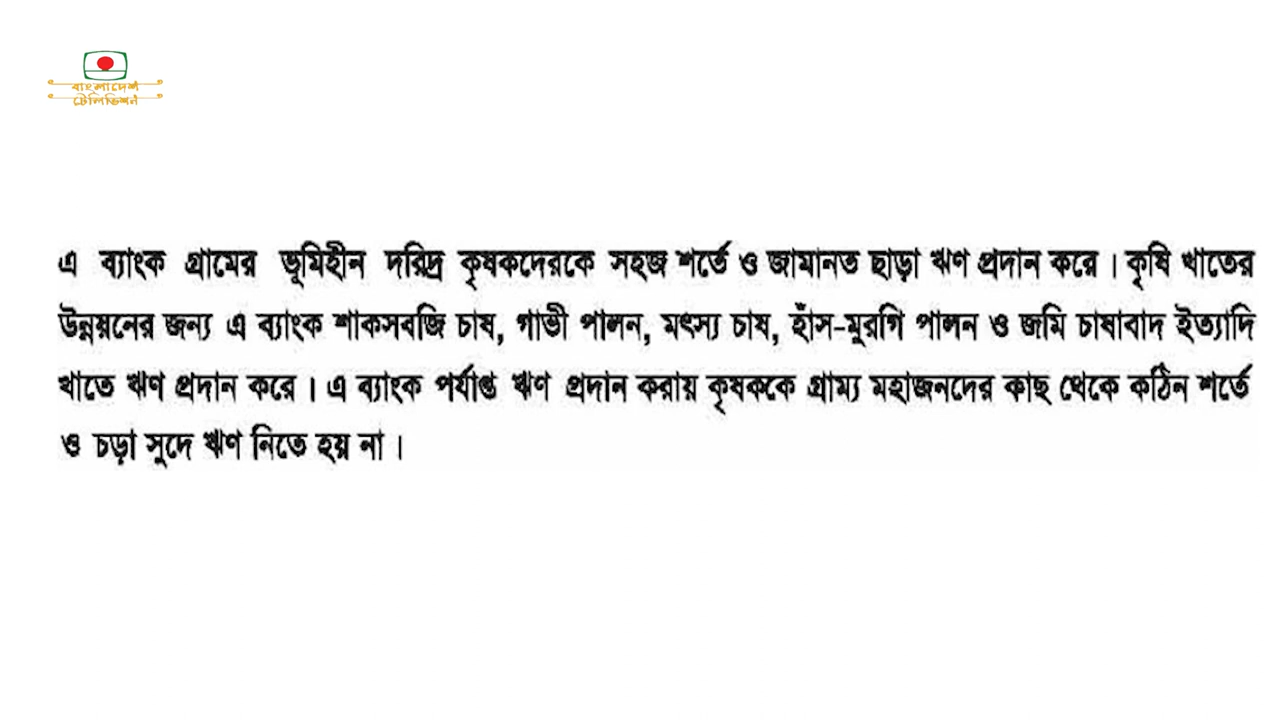 বাংলাদেশ
টেলিভিশন
এ ব্যাংক গ্রামের ভূমিহীন দরিদ্র কৃষকদেরকে সহজ শর্তে ও জামানত ছাড়া ঋণ প্রদান করে। কৃষি খাতের
উন্নয়নের জন্য এ ব্যাংক শাকসবজি চাষ, গাভী পালন, মৎস্য চাষ, হাঁস-মুরগি পালন ও জমি চাষাবাদ ইত্যাদি
খাতে ঋণ প্রদান করে। এ ব্যাংক পর্যাপ্ত ঋণ প্রদান করায় কৃষককে গ্রাম্য মহাজনদের কাছ থেকে কঠিন শর্তে
ও চড়া সুদে ঋণ নিতে হয় না।